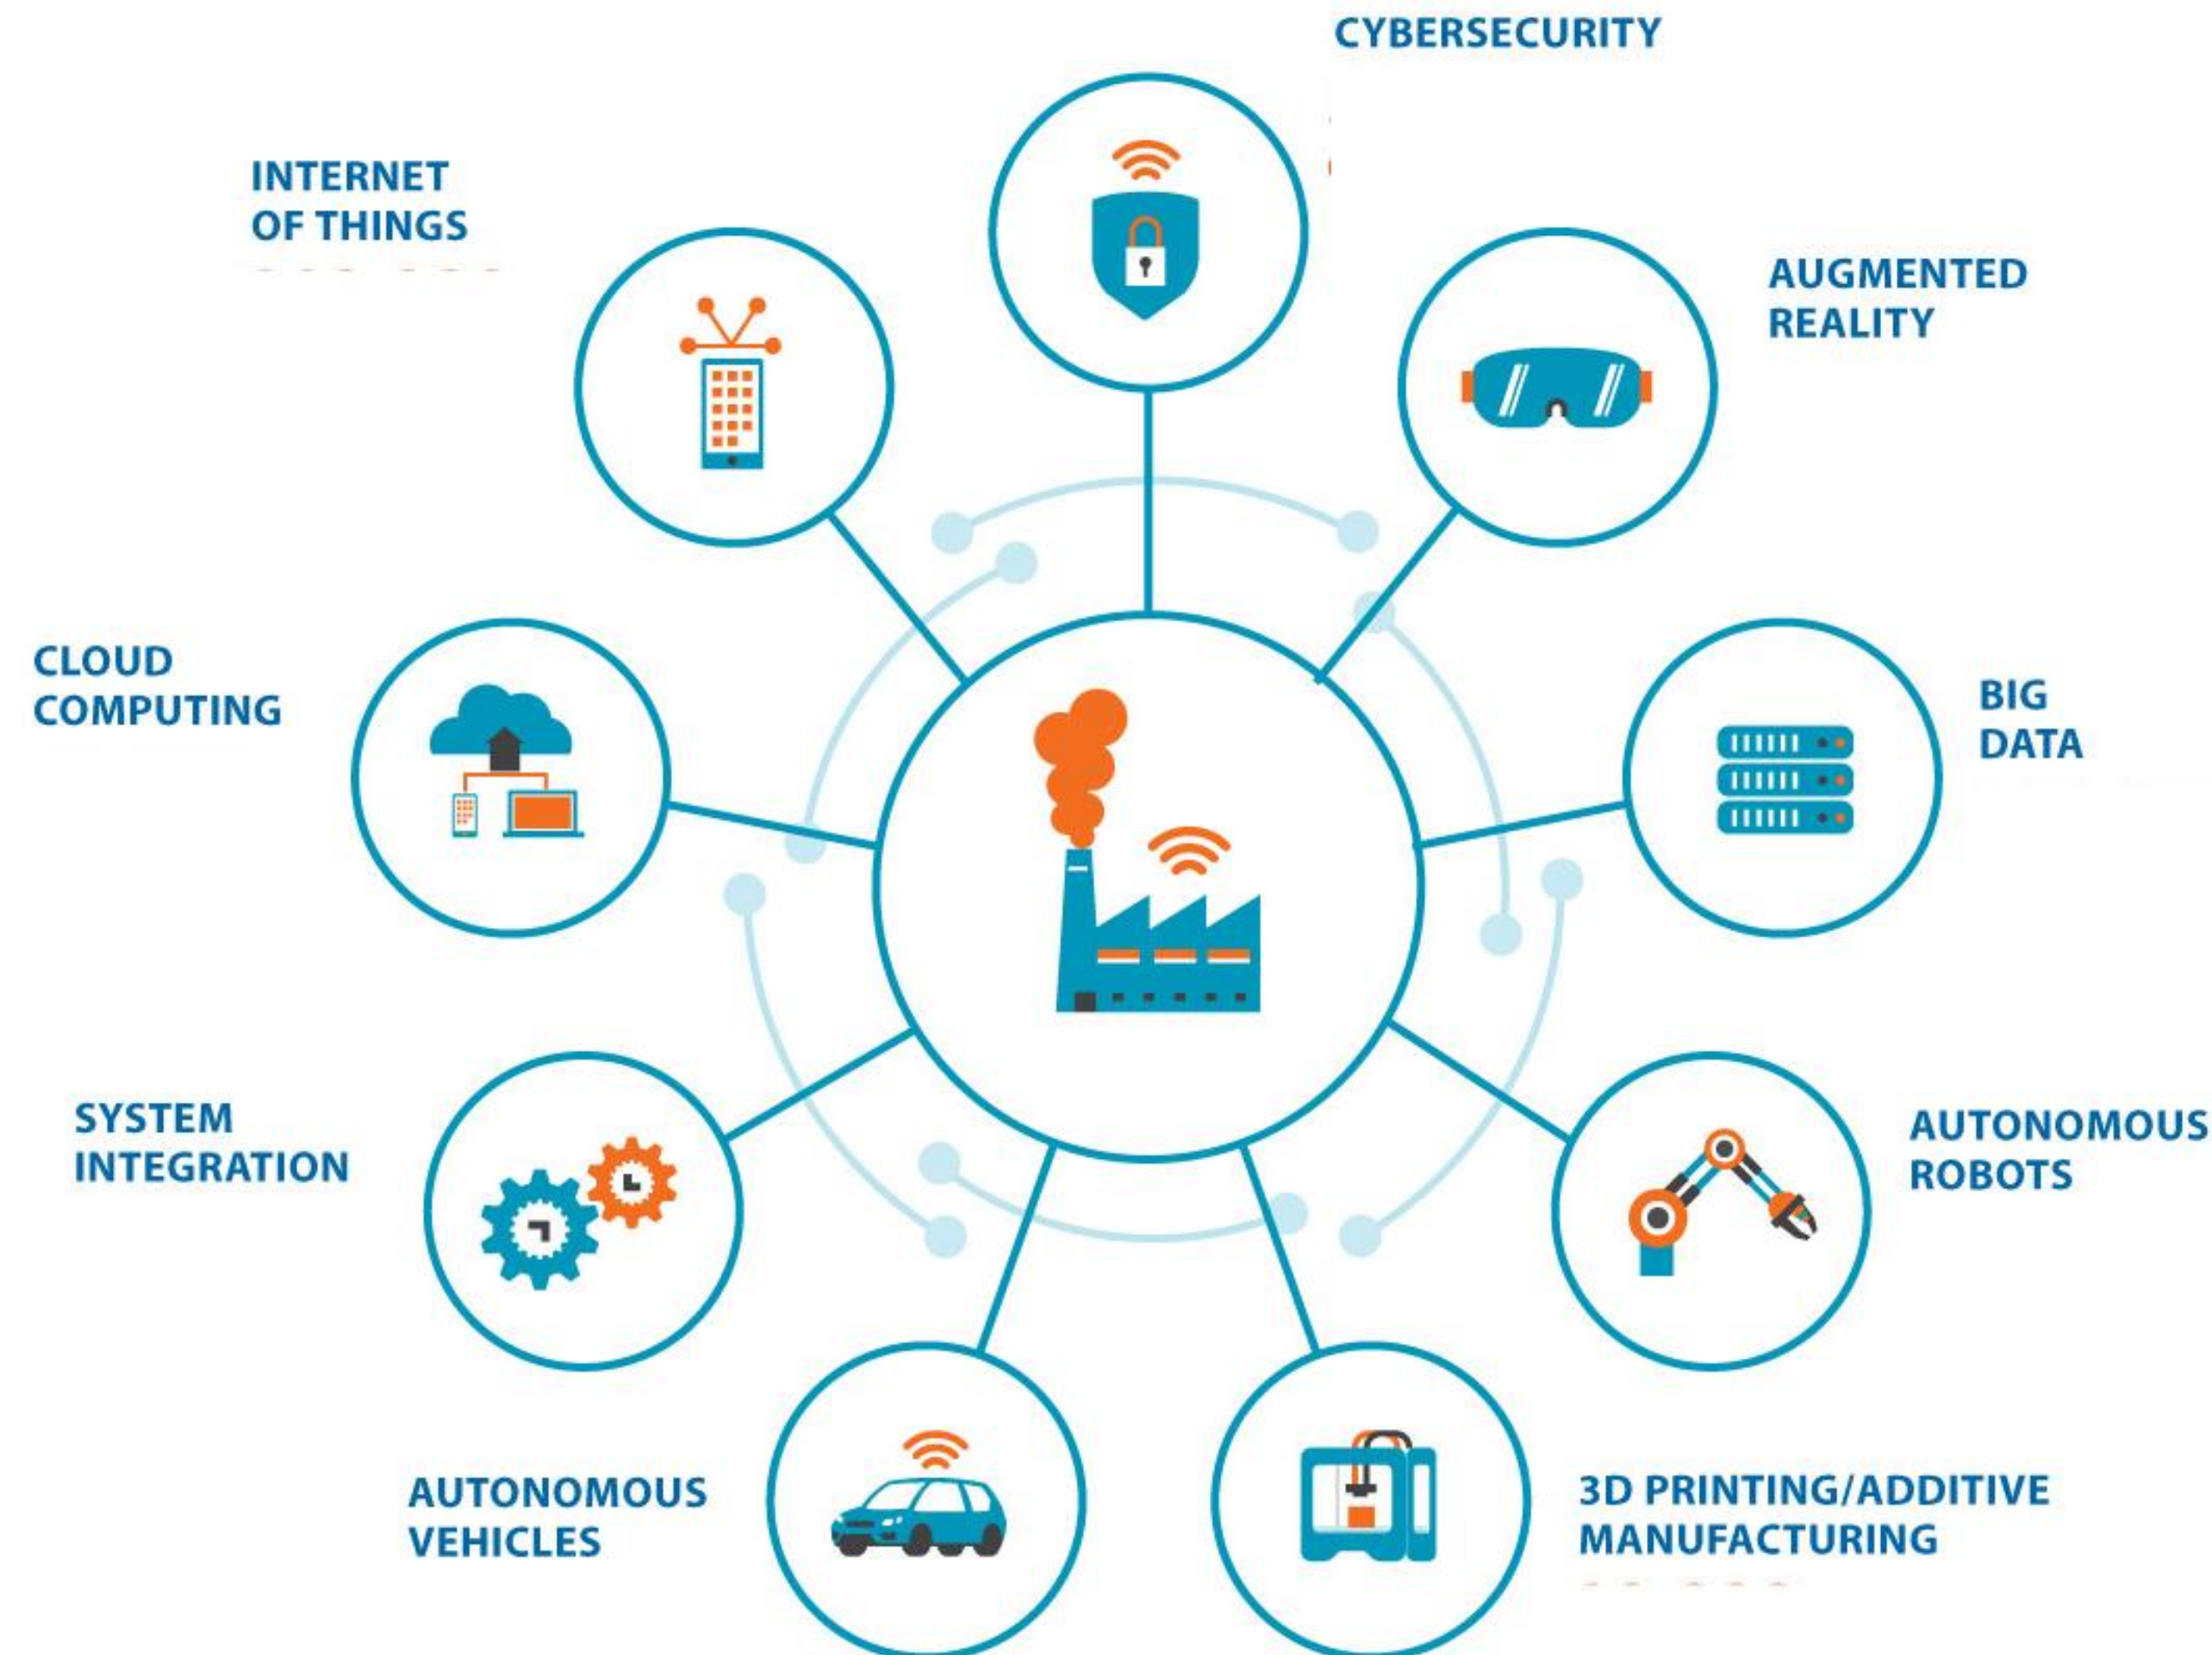 CYBERSECURITY
INTERNET
OF THINGS
AUGMENTED
REALITY
CLOUD
COMPUTING
BIG
DATA
SYSTEM
INTEGRATION
AUTONOMOUS
ROBOTS
AUTONOMOUS
VEHICLES
3D PRINTING/ADDITIVE
MANUFACTURING